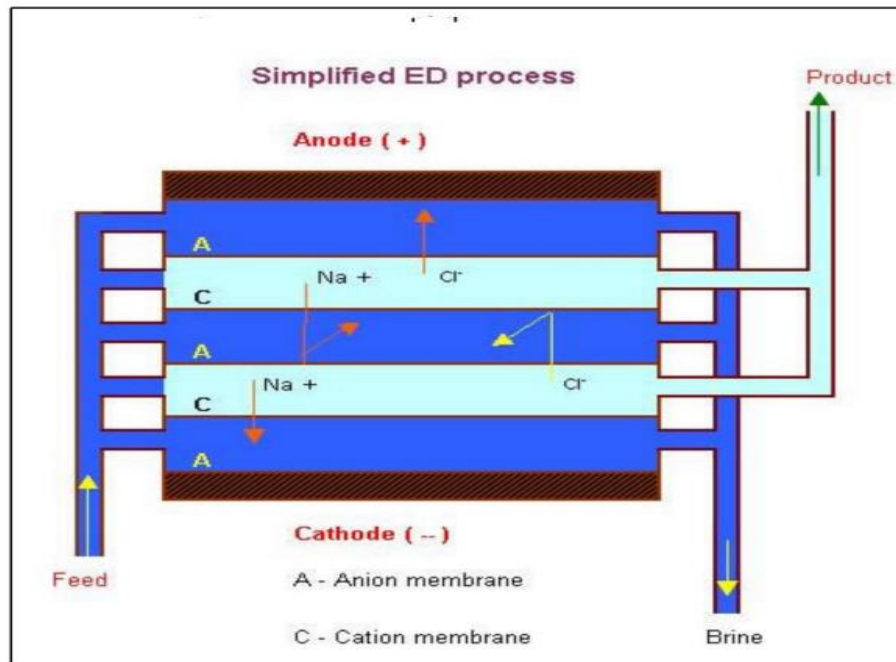 Simplified ED process
Product
Anode ( + )
A
Na +
Cl-
C
A
Na +
Cl-
C
A
Cathode ( -- )
Feed
A - Anion membrane
C - Cation membrane
Brine